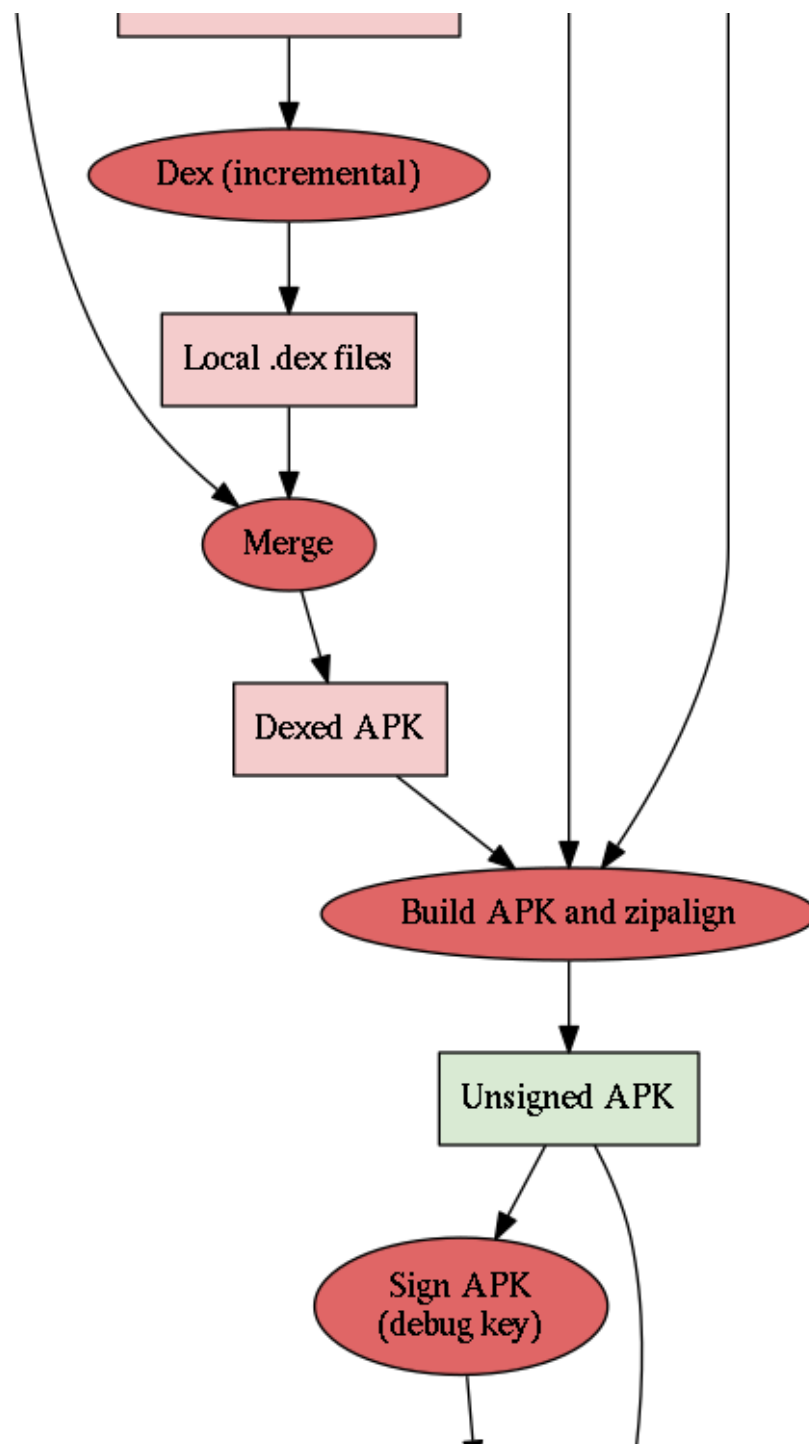 Dex (incremental)
Local .dex files
Merge
Dexed APK
Build APK and zipalign
Unsigned APK
Sign APK
(debug key)